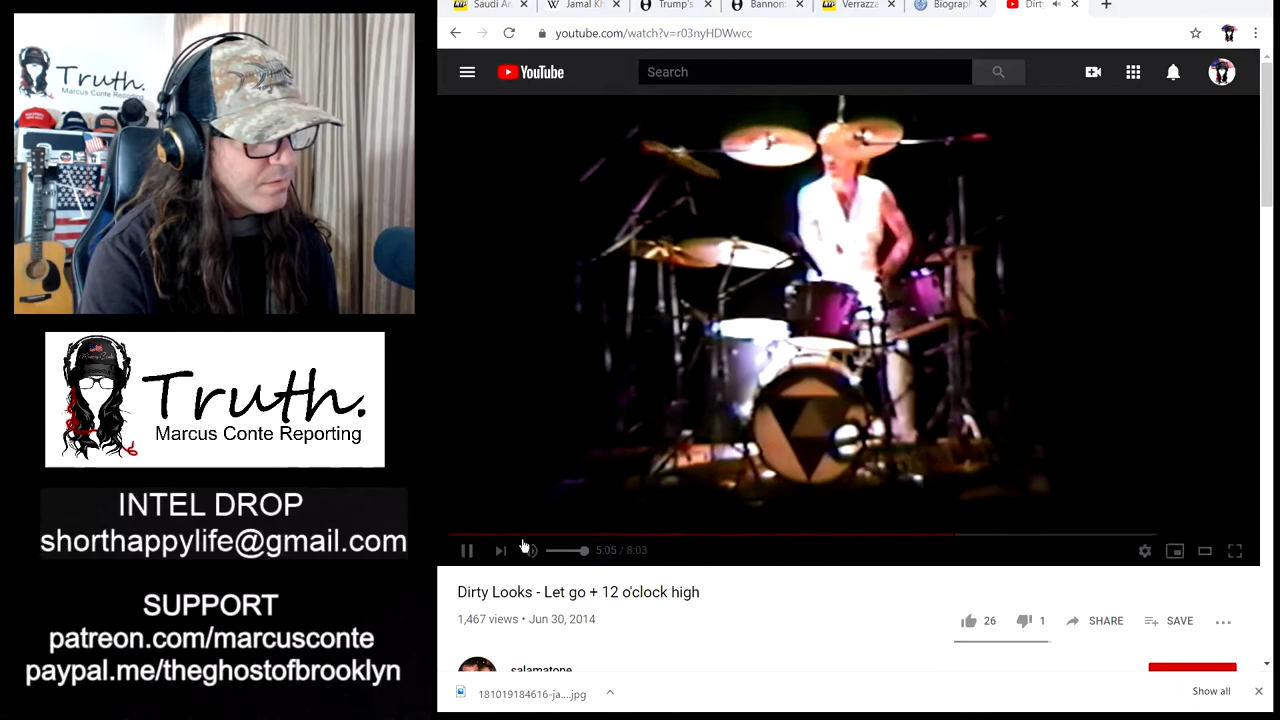 Truth.
Marcus Conte Reporting
Truth.
Marcus Conte Reporting
INTEL DROP
shorthappylife@gmail.com
SUPPORT
patreon.com/marcusconte
paypal.me/theghostofbrooklyn
Saudi Ar
Jamal Kh
Trump's
Bannon:
Verrazza
Biograph
Dirty
youtube.com/watch?v=r03nyHDWwcc
YouTube
Search
5:05 / 8:03
Dirty Looks - Let go + 12 o'clock high
1,467 views • Jun 30, 2014
26
1
SHARE
SAVE
salamatone
181019184616-ja....jpg
Show all